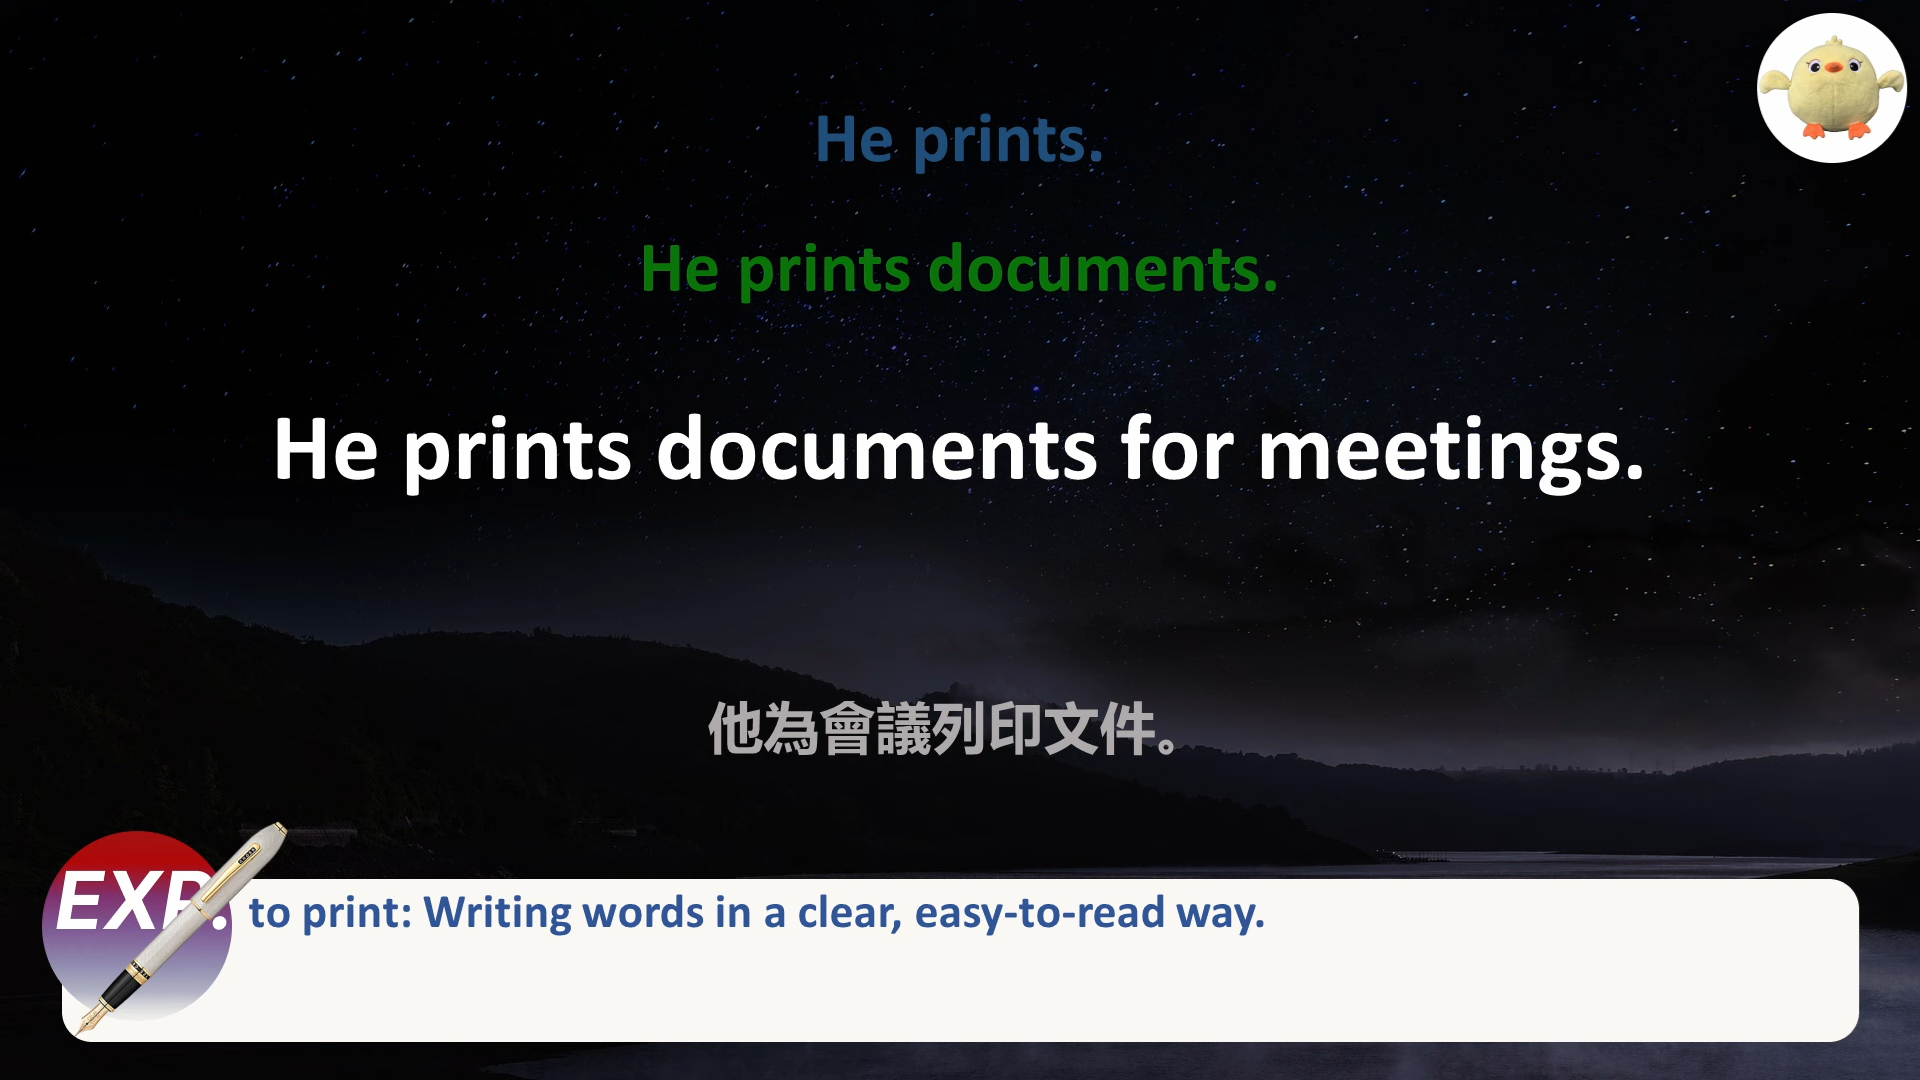 He prints.
He prints documents.
He prints documents for meetings.
他為會議列印文件。
EXP.
to print: Writing words in a clear, easy-to-read way.